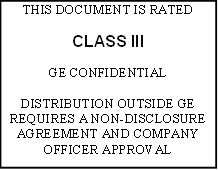 THIS DOCUMENT IS RATED
CLASS III
GE CONFIDENTIAL
DISTRIBUTION OUTSIDE GE
REQUIRES A NON-DISCLOSURE
AGREEMENT AND COMPANY
OFFICER APPROVAL